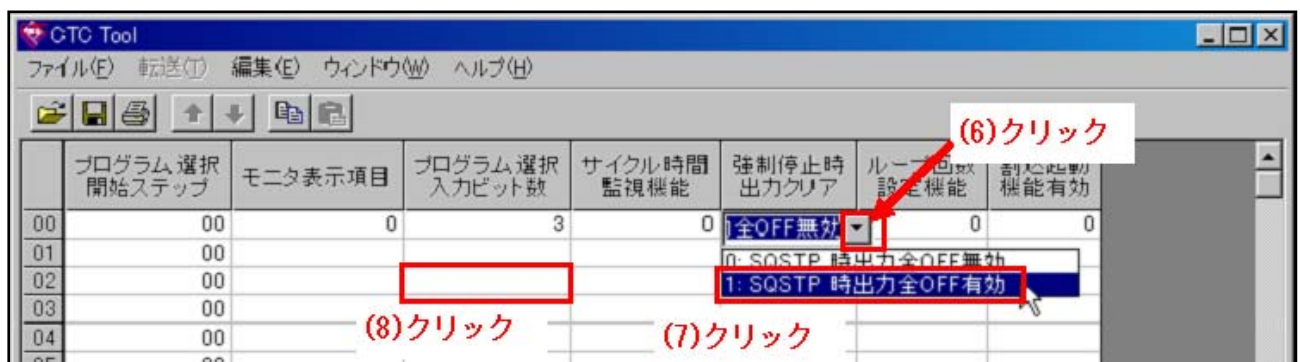 CTC Tool
ファイル(F) 転送(T) 編集(E) ウィンドウ(W) ヘルプ(H)
(6)クリック
プログラム選択開始ステップ モニタ表示項目 プログラム選択入力ビット数 サイクル時間監視機能 強制停止時出力クリア ループ回数設定機能 割込起動機能有効
00 00 0 3 0 全OFF無効 0 0
01 00 0: SQSTP 時出力全OFF無効
02 00 1: SQSTP 時出力全OFF有効
03 00
(8)クリック (7)クリック
04 00